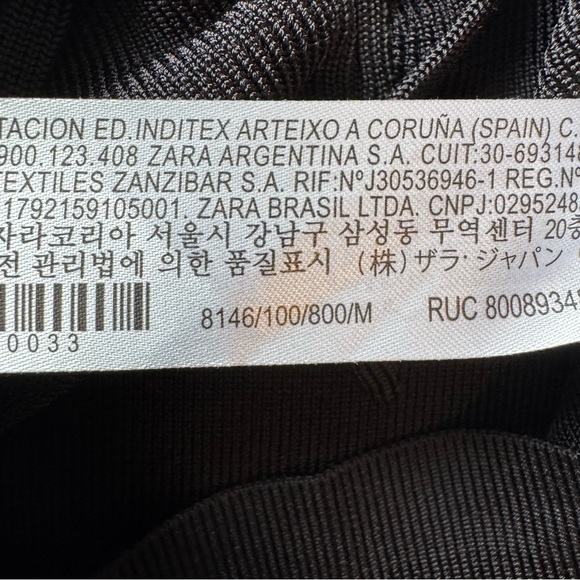 TACION ED.INDITEX ARTEIXO A CORUÑA (SPAIN) C.
900.123.408 ZARA ARGENTINA S.A. CUIT:30-693148
TEXTILES ZANZIBAR S.A. RIF:NºJ30536946-1 REG.Nº
1792159105001. ZARA BRASIL LTDA. CNPJ:0295248
자라코리아 서울시 강남구 삼성동 무역센터 20층
전 관리법에 의한 품질표시 (株) ザラ・ジャパン
8146/100/800/M RUC 8008934
0033